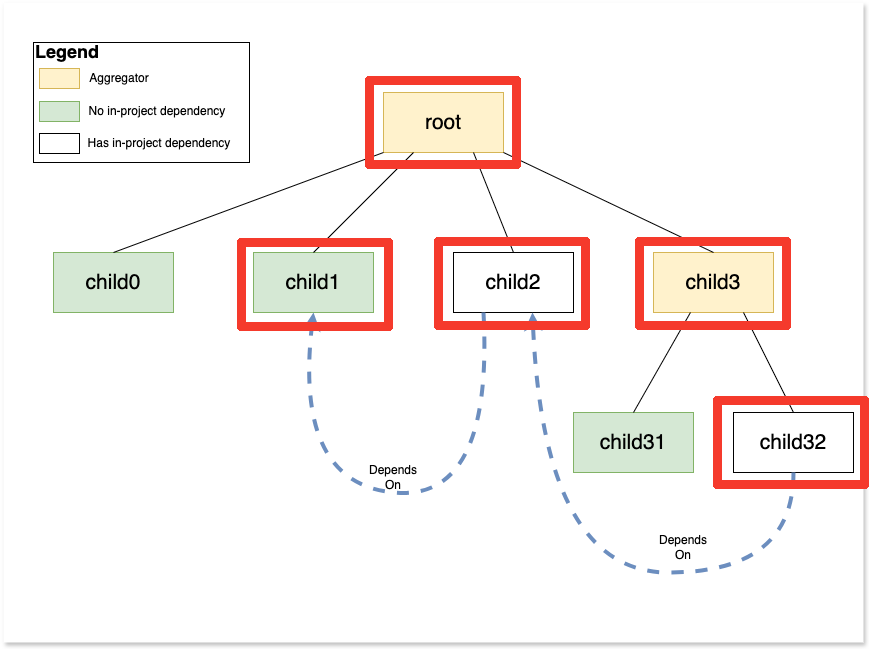 Legend
Aggregator
No in-project dependency
Has in-project dependency
root
child0
child1
child2
child3
child31
child32
Depends
On
Depends
On